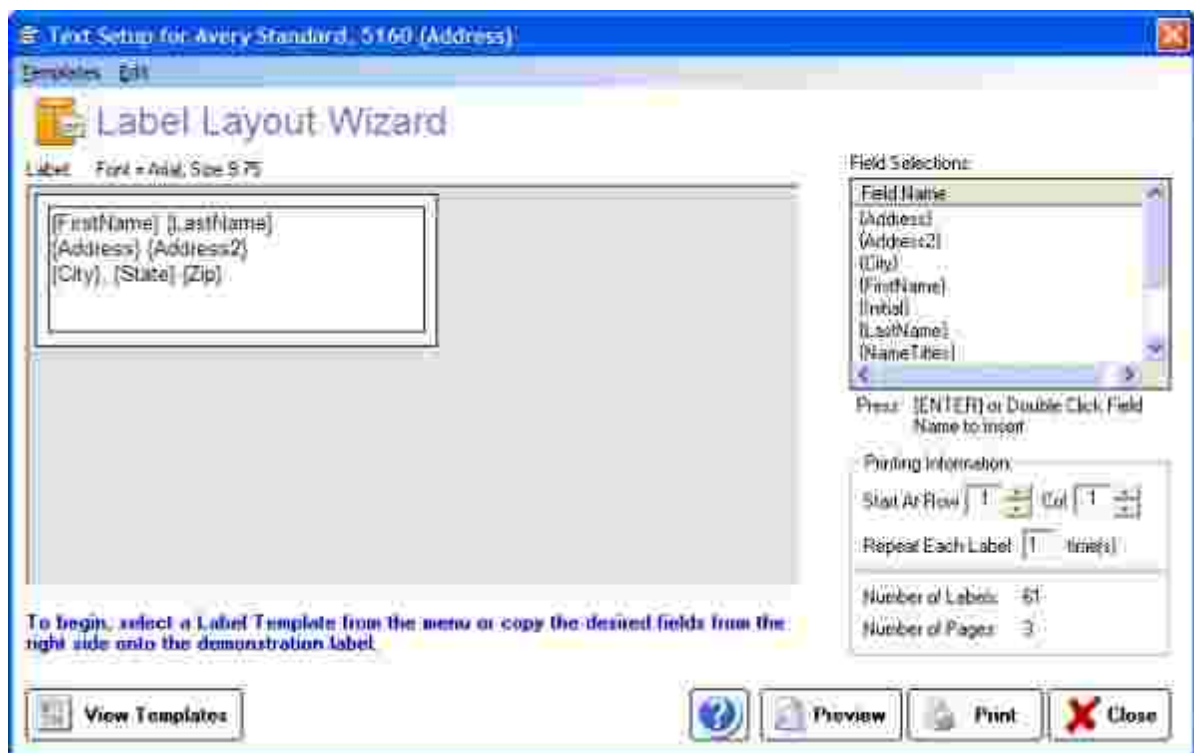 Text Setup for Avery Standard, 5160 (Address)
Templates Edit
Label Layout Wizard
Label: Font = Arial, Size 9.75
{FirstName} {LastName}
{Address} {Address2}
{City}, {State} {Zip}
Field Selections:
Field Name
{Address}
{Address2}
{City}
{FirstName}
{Initial}
{LastName}
{NameTitles}
Press [ENTER] or Double Click Field
Name to insert
Printing Information:
Start At Row 1 Col 1
Repeat Each Label 1 time(s)
Number of Labels: 61
Number of Pages: 3
To begin, select a Label Template from the menu or copy the desired fields from the
right side onto the demonstration label.
View Templates
Preview
Print
Close